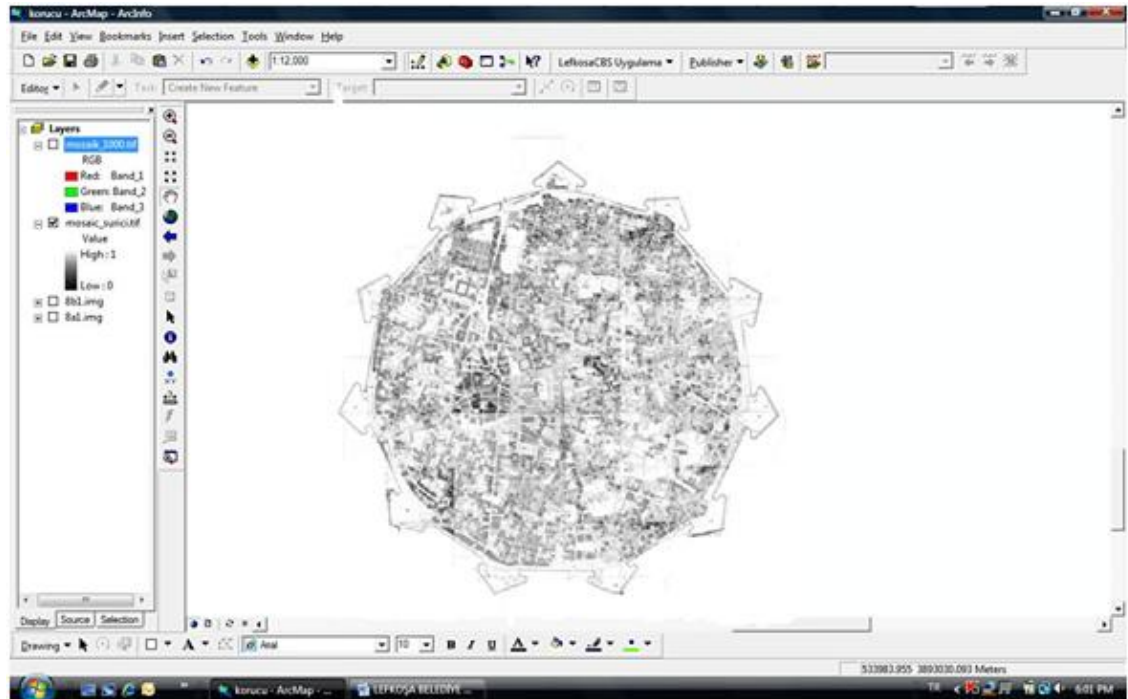 korucu - ArcMap - ArcInfo
File Edit View Bookmarks Insert Selection Tools Window Help
1:12,000
LefkosaCBS Uygulama
Publisher
Editor
Task:
Create New Feature
Target:
Layers
mozaik_1000.tif
RGB
Red: Band_1
Green: Band_2
Blue: Band_3
mosaic_surici.tif
Value
High : 1
Low : 0
8b1.img
8a1.img
Display Source Selection
Drawing
A
Arial
10
B I U A
533983.955 3893030.093 Meters
korucu - ArcMap - ...
LEFKOŞA BELEDİYE ...
TR
6:01 PM